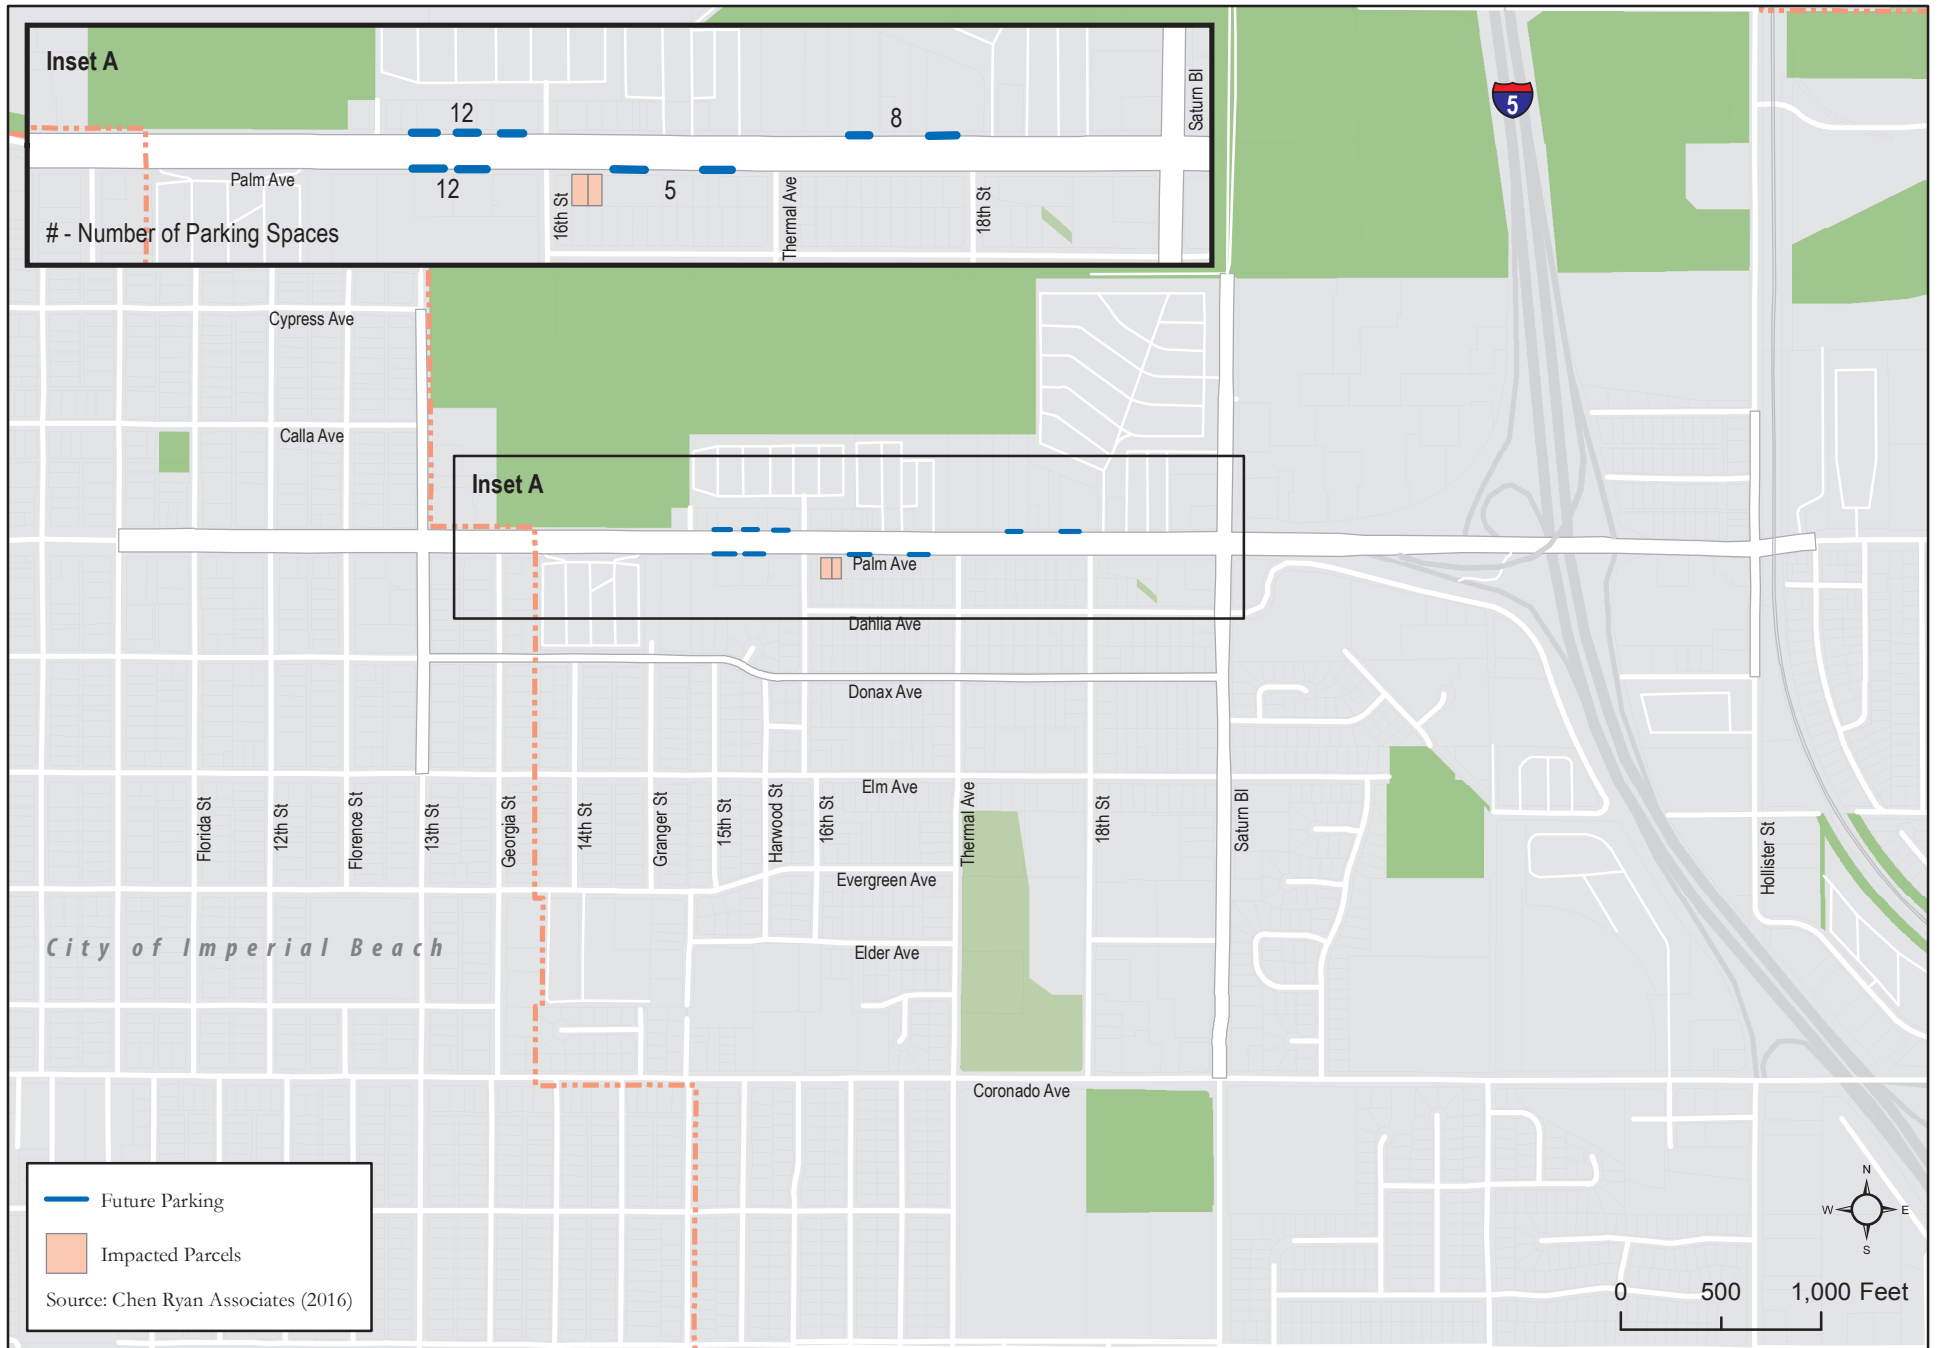 Inset A
12
8
Saturn Bl
Palm Ave
12
16th St
5
Thermal Ave
18th St
# - Number of Parking Spaces
5
Cypress Ave
Calla Ave
Inset A
Palm Ave
Dahlia Ave
Donax Ave
Elm Ave
Florida St
12th St
Florence St
13th St
Georgia St
14th St
Granger St
15th St
Harwood St
16th St
Thermal Ave
18th St
Saturn Bl
Hollister St
Evergreen Ave
City of Imperial Beach
Elder Ave
Coronado Ave
Future Parking
Impacted Parcels
Source: Chen Ryan Associates (2016)
N
W E
S
0 500 1,000 Feet